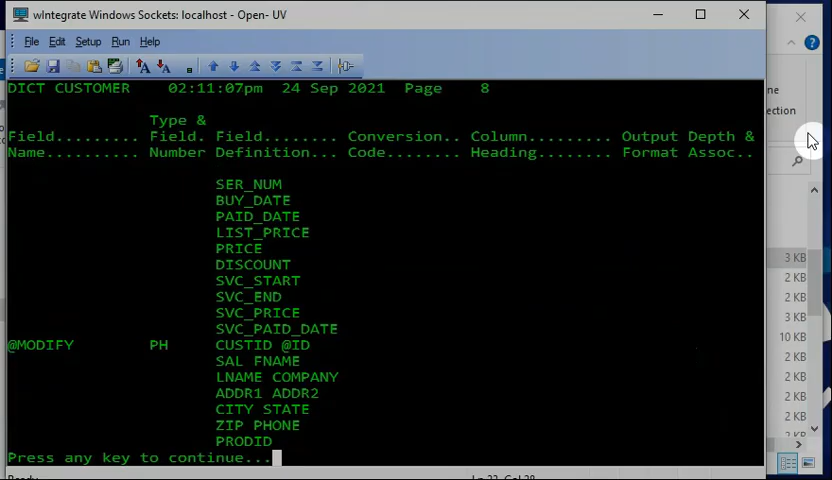 wIntegrate Windows Sockets: localhost - Open- UV
File Edit Setup Run Help
DICT CUSTOMER 02:11:07pm 24 Sep 2021 Page 8
Type &
Field......... Field. Field........ Conversion.. Column......... Output Depth &
Name.......... Number Definition... Code........ Heading........ Format Assoc..
SER_NUM
BUY_DATE
PAID_DATE
LIST_PRICE
PRICE
DISCOUNT
SVC_START
SVC_END
SVC_PRICE
SVC_PAID_DATE
@MODIFY PH CUSTID @ID
SAL FNAME
LNAME COMPANY
ADDR1 ADDR2
CITY STATE
ZIP PHONE
PRODID
Press any key to continue...
ne
ection
3 KB
2 KB
2 KB
3 KB
10 KB
2 KB
2 KB
2 KB
2 KB